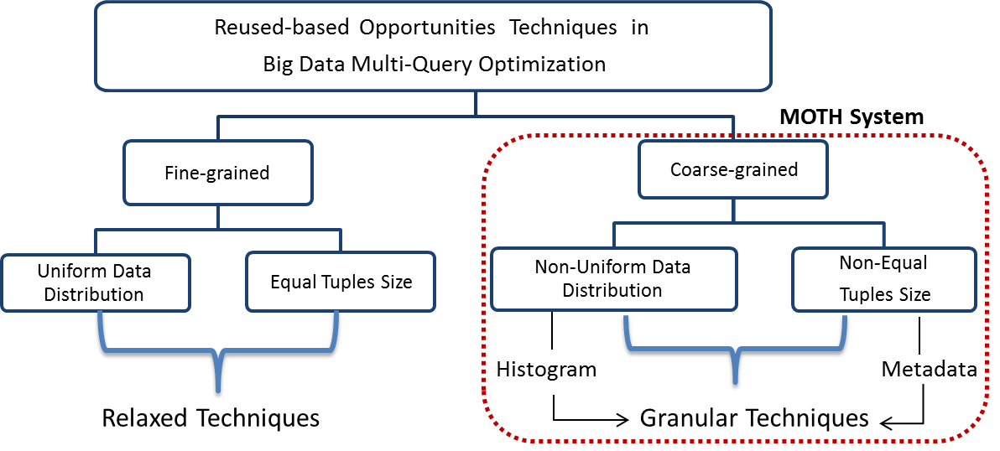 Reused-based Opportunities Techniques in
Big Data Multi-Query Optimization
MOTH System
Fine-grained
Coarse-grained
Uniform Data
Distribution
Equal Tuples Size
Non-Uniform Data
Distribution
Non-Equal
Tuples Size
Histogram
Metadata
Relaxed Techniques
Granular Techniques